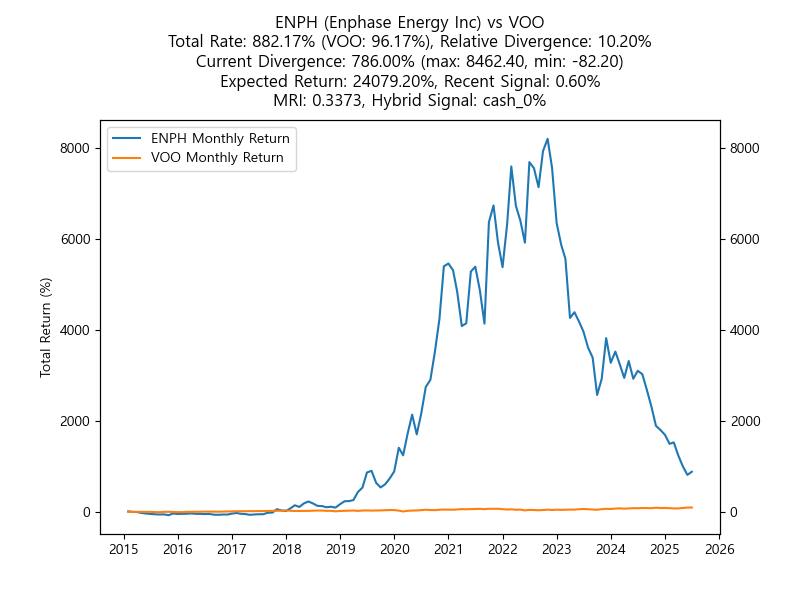 ENPH (Enphase Energy Inc) vs VOO
Total Rate: 882.17% (VOO: 96.17%), Relative Divergence: 10.20%
Current Divergence: 786.00% (max: 8462.40, min: -82.20)
Expected Return: 24079.20%, Recent Signal: 0.60%
MRI: 0.3373, Hybrid Signal: cash_0%
ENPH Monthly Return
VOO Monthly Return
Total Return (%)
8000
6000
4000
2000
0
8000
6000
4000
2000
0
2015 2016 2017 2018 2019 2020 2021 2022 2023 2024 2025 2026